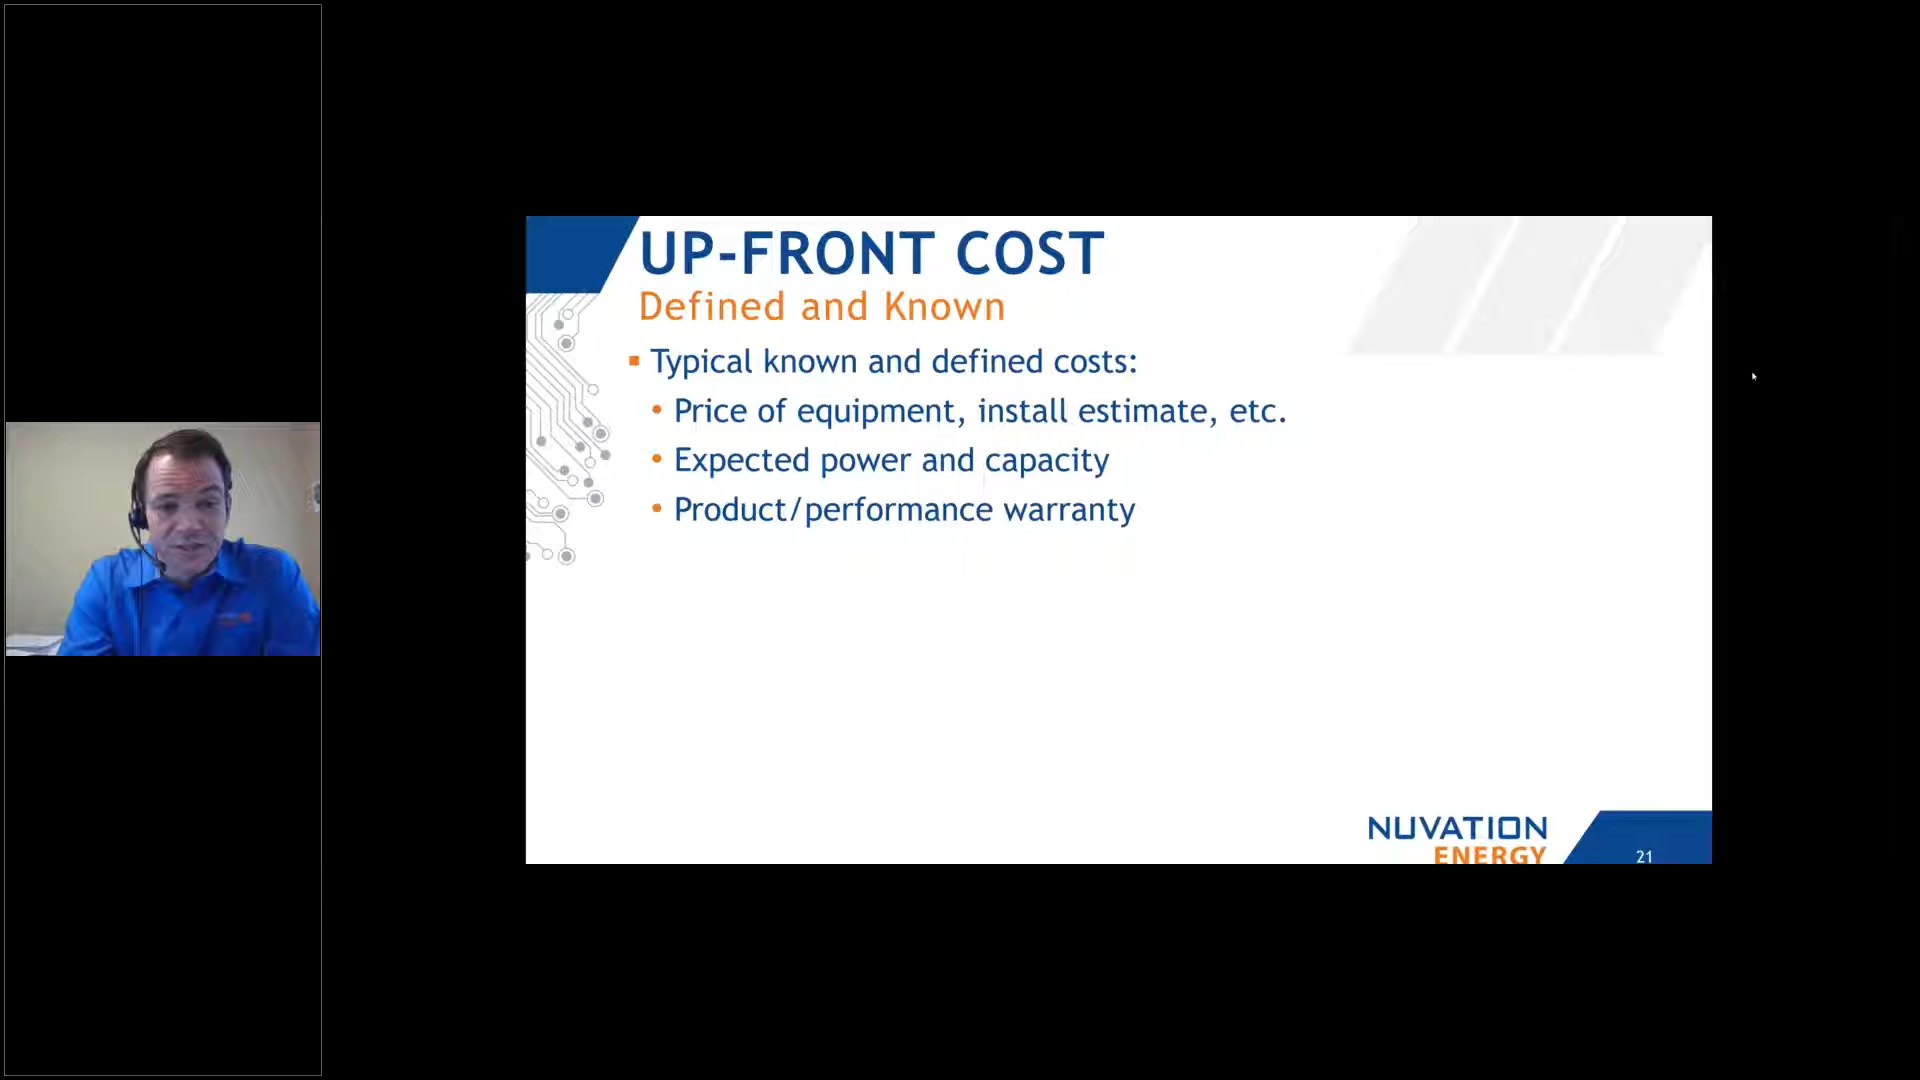 UP-FRONT COST
Defined and Known
Typical known and defined costs:
Price of equipment, install estimate, etc.
Expected power and capacity
Product/performance warranty
NUVATION
ENERGY
21